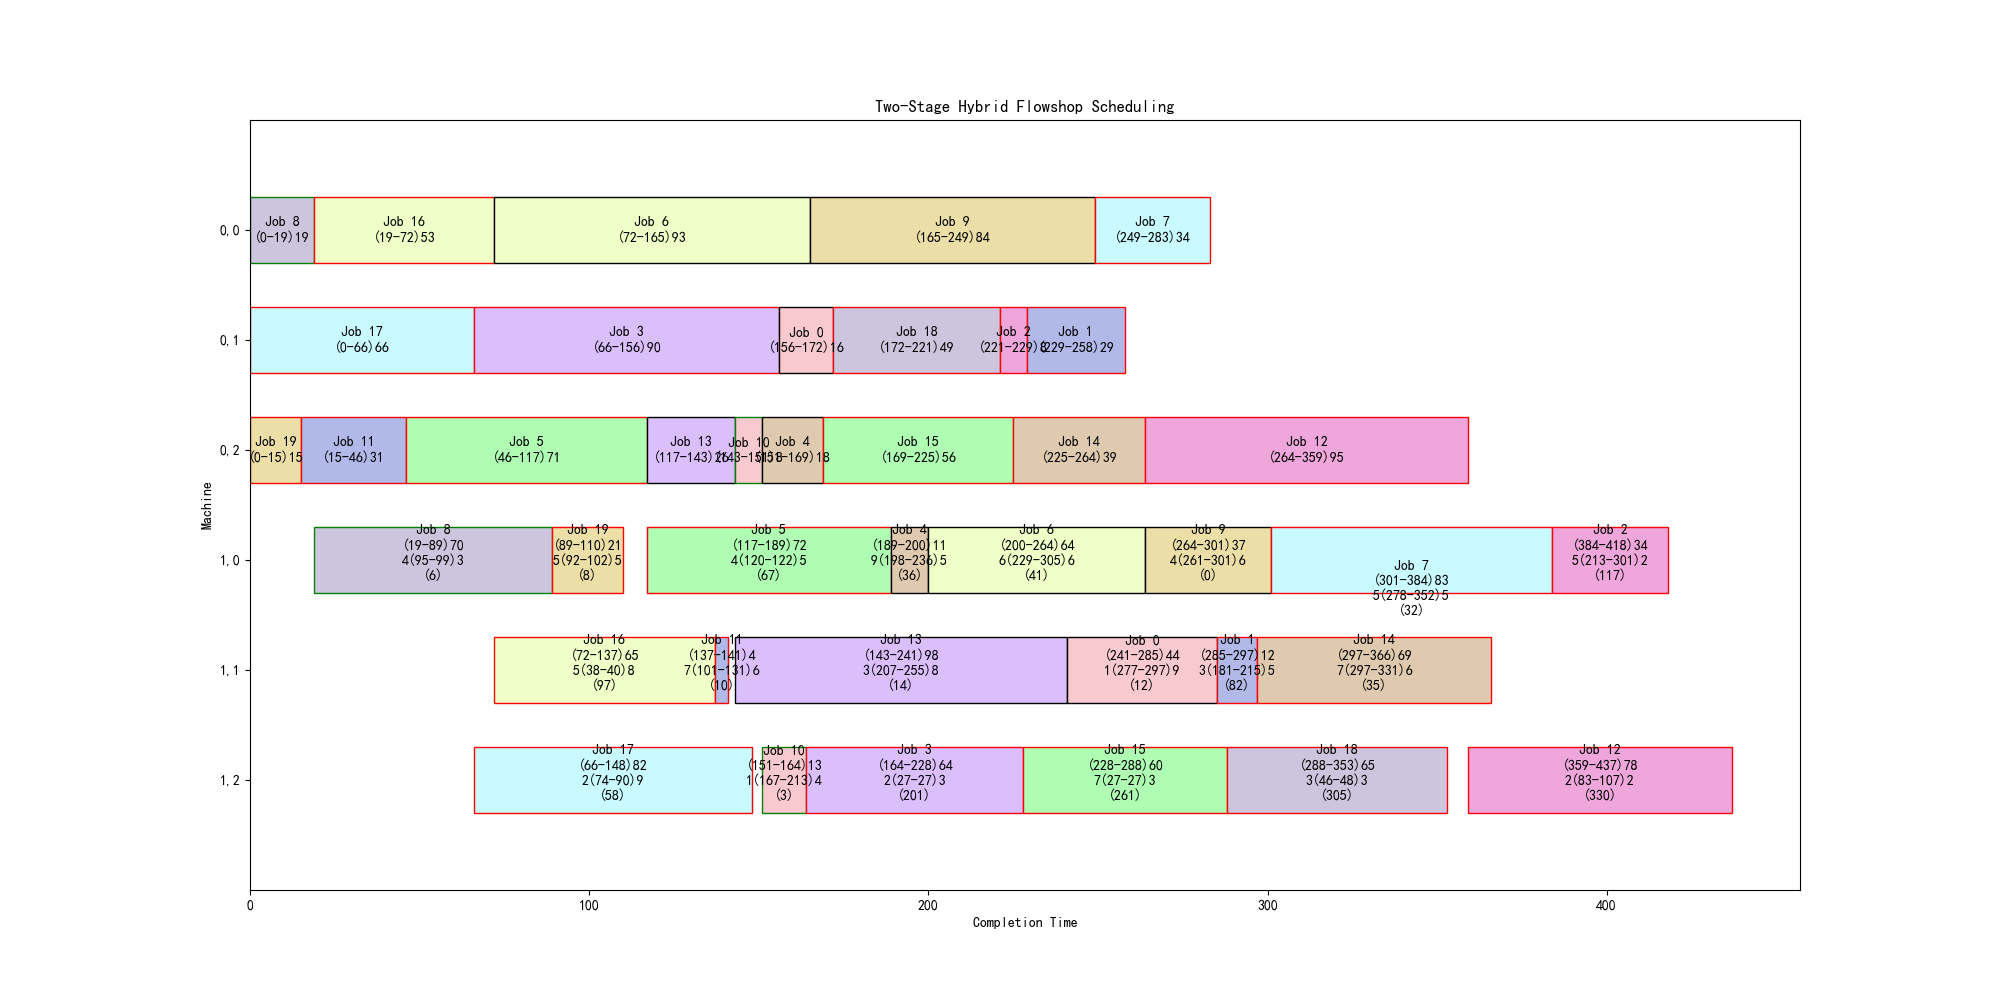 Two-Stage Hybrid Flowshop Scheduling
Machine
0,0
Job 8
(0-19)19
Job 16
(19-72)53
Job 6
(72-165)93
Job 9
(165-249)84
Job 7
(249-283)34
0,1
Job 17
(0-66)66
Job 3
(66-156)90
Job 0
(156-172)16
Job 18
(172-221)49
Job 2
(221-229)8
Job 1
(229-258)29
0,2
Job 19
(0-15)15
Job 11
(15-46)31
Job 5
(46-117)71
Job 13
(117-143)26
Job 10
(143-151)8
Job 4
(151-169)18
Job 15
(169-225)56
Job 14
(225-264)39
Job 12
(264-359)95
1,0
Job 8
(19-89)70
4(95-99)3
(6)
Job 19
(89-110)21
5(92-102)5
(8)
Job 5
(117-189)72
4(120-122)5
(67)
Job 4
(189-200)11
9(198-236)5
(36)
Job 6
(200-264)64
6(229-305)6
(41)
Job 9
(264-301)37
4(261-301)6
(0)
Job 7
(301-384)83
5(278-352)5
(32)
Job 2
(384-418)34
5(213-301)2
(117)
1,1
Job 16
(72-137)65
5(38-40)8
(97)
Job 11
(137-141)4
7(101-131)6
(10)
Job 13
(143-241)98
3(207-255)8
(14)
Job 0
(241-285)44
1(277-297)9
(12)
Job 1
(285-297)12
3(181-215)5
(82)
Job 14
(297-366)69
7(297-331)6
(35)
1,2
Job 17
(66-148)82
2(74-90)9
(58)
Job 10
(151-164)13
1(167-213)4
(3)
Job 3
(164-228)64
2(27-27)3
(201)
Job 15
(228-288)60
7(27-27)3
(261)
Job 18
(288-353)65
3(46-48)3
(305)
Job 12
(359-437)78
2(83-107)2
(330)
0
100
200
300
400
Completion Time